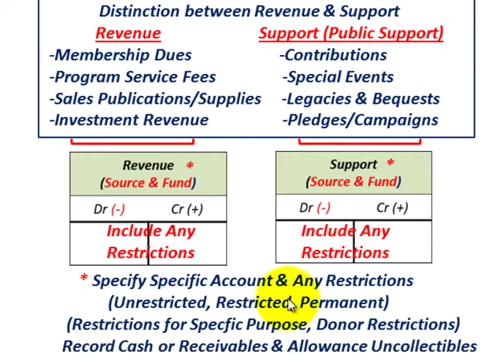 Distinction between Revenue & Support
Revenue Support (Public Support)
-Membership Dues -Contributions
-Program Service Fees -Special Events
-Sales Publications/Supplies -Legacies & Bequests
-Investment Revenue -Pledges/Campaigns
Revenue * Support *
(Source & Fund) (Source & Fund)
Dr (-) Cr (+) Dr (-) Cr (+)
Include Any Include Any
Restrictions Restrictions
* Specify Specific Account & Any Restrictions
(Unrestricted, Restricted, Permanent)
(Restrictions for Specfic Purpose, Donor Restrictions)
Record Cash or Receivables & Allowance Uncollectibles